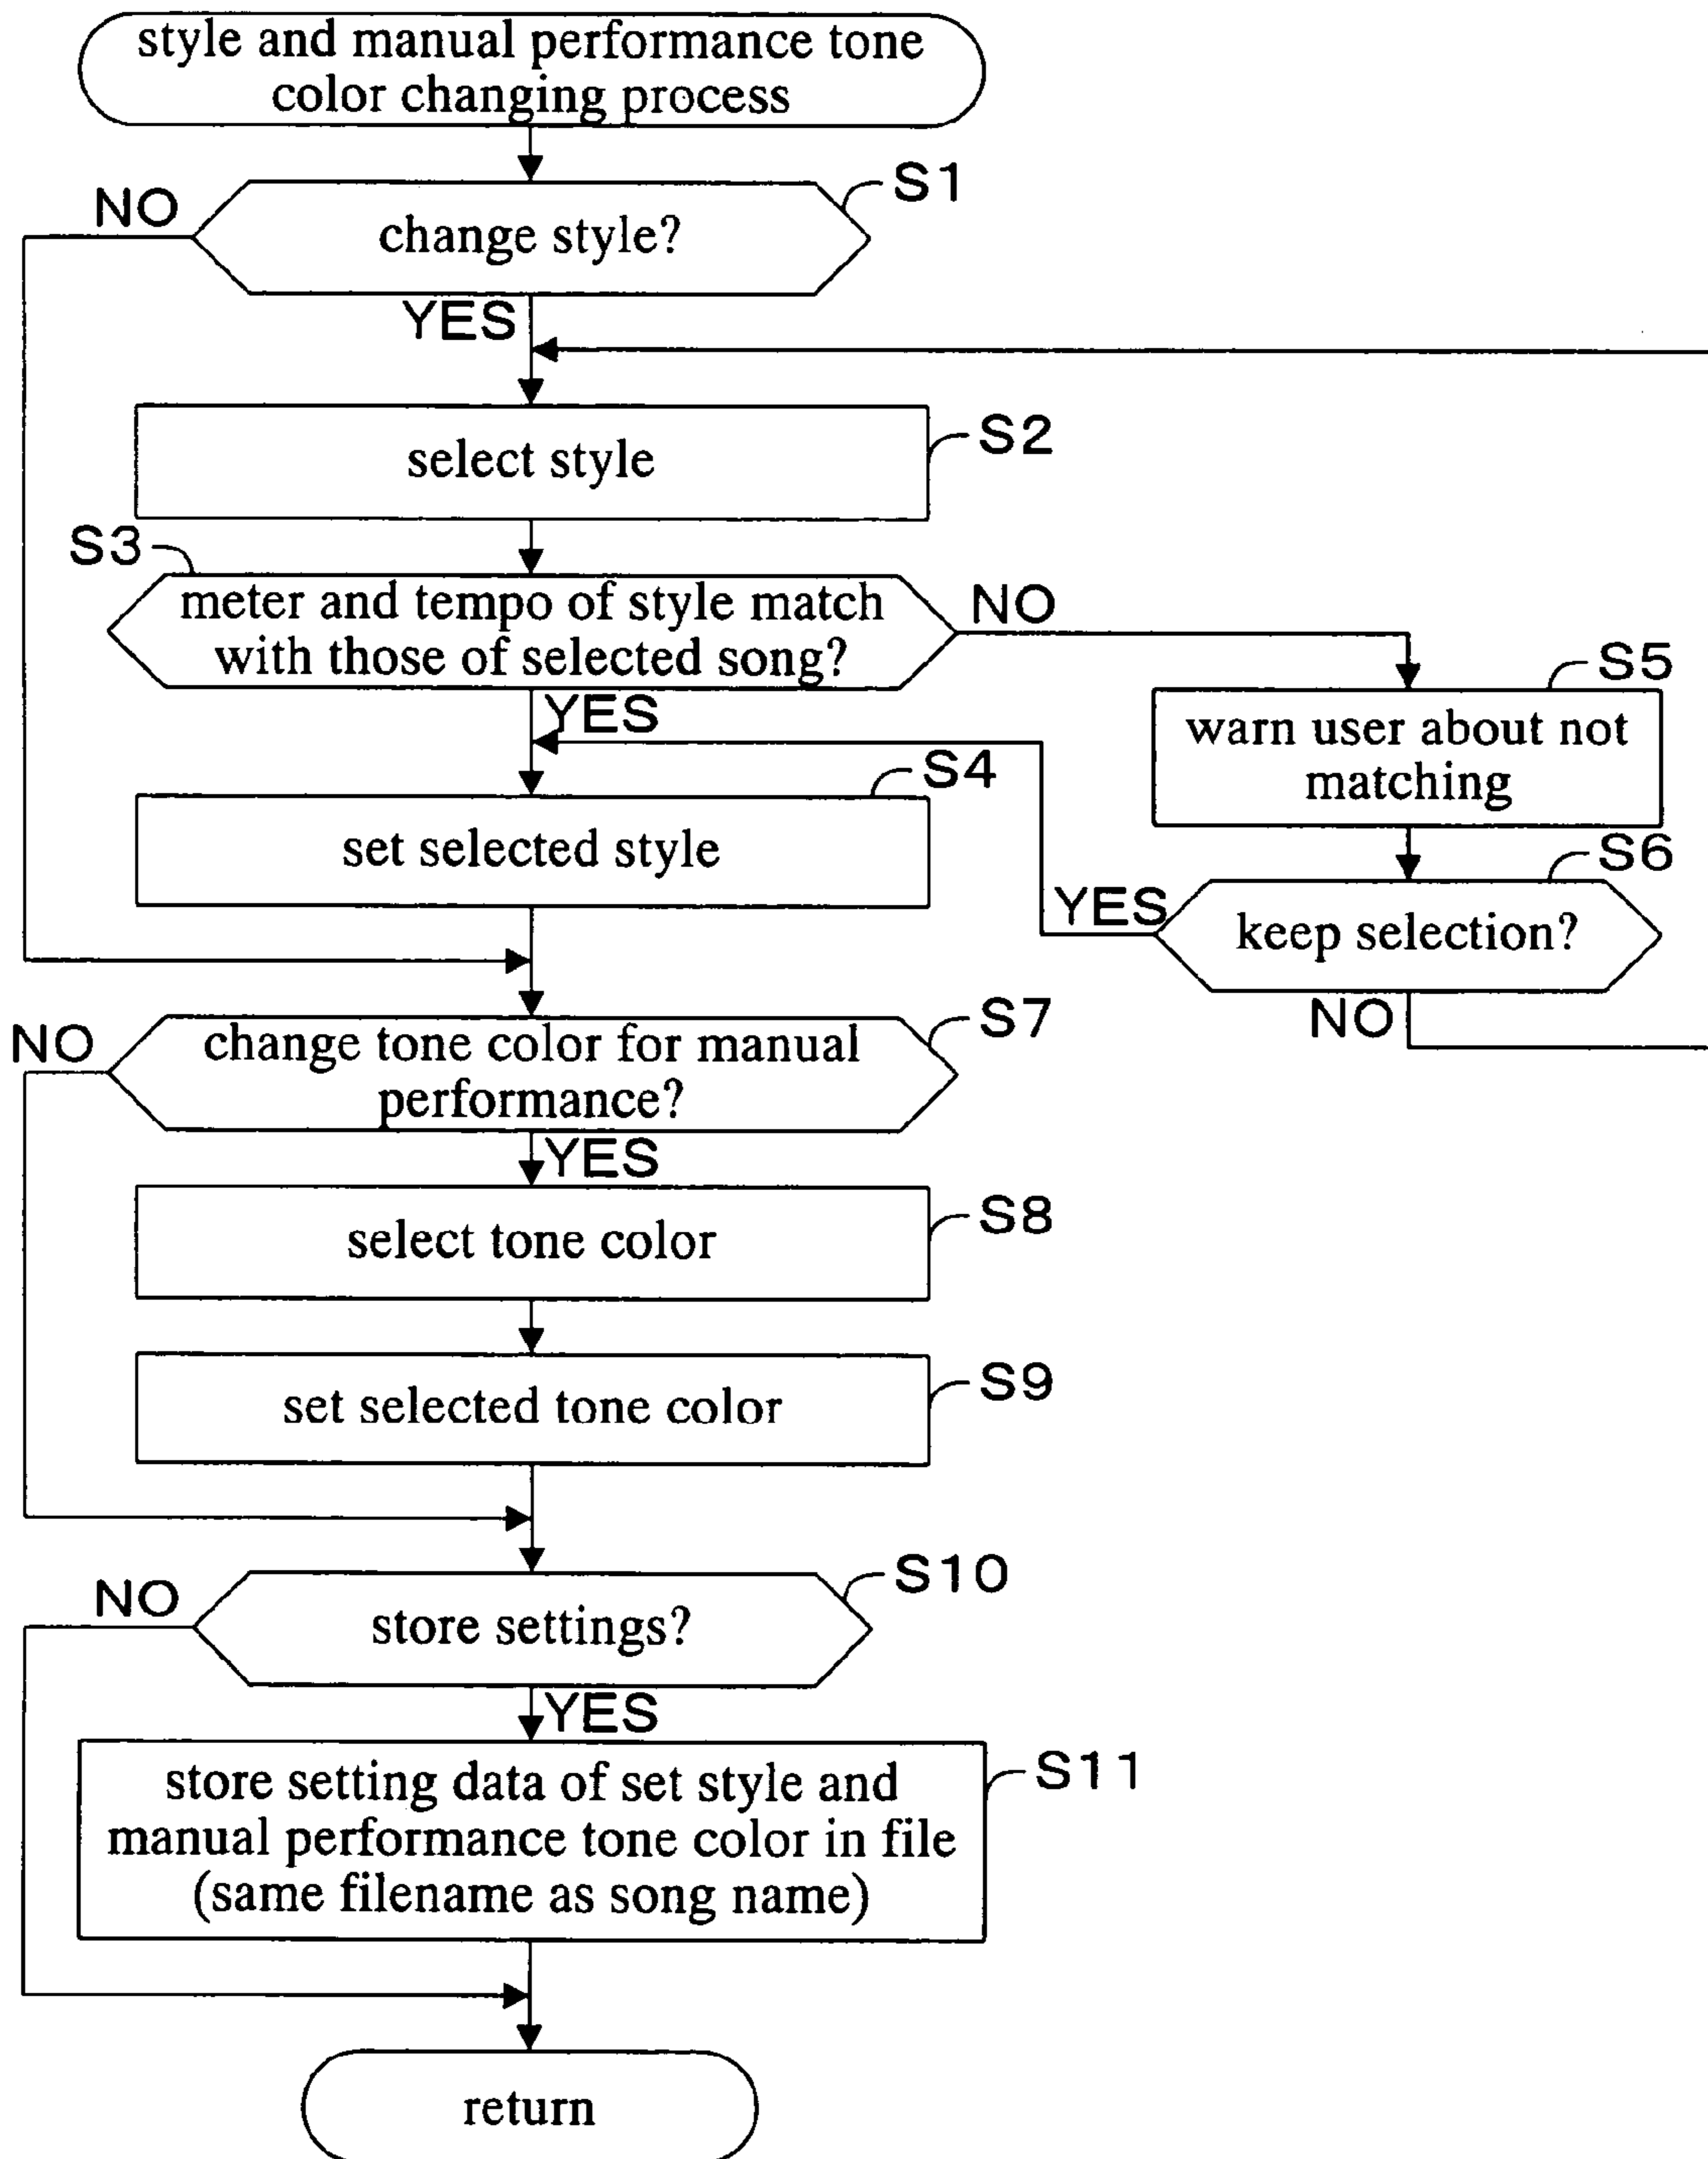 style and manual performance tone
color changing process
S1
NO
change style?
YES
S2
select style
S3
meter and tempo of style match
with those of selected song?
NO
S5
warn user about not
matching
YES
S4
set selected style
S6
YES
keep selection?
NO
S7
NO
change tone color for manual
performance?
YES
S8
select tone color
S9
set selected tone color
S10
NO
store settings?
YES
S11
store setting data of set style and
manual performance tone color in file
(same filename as song name)
return